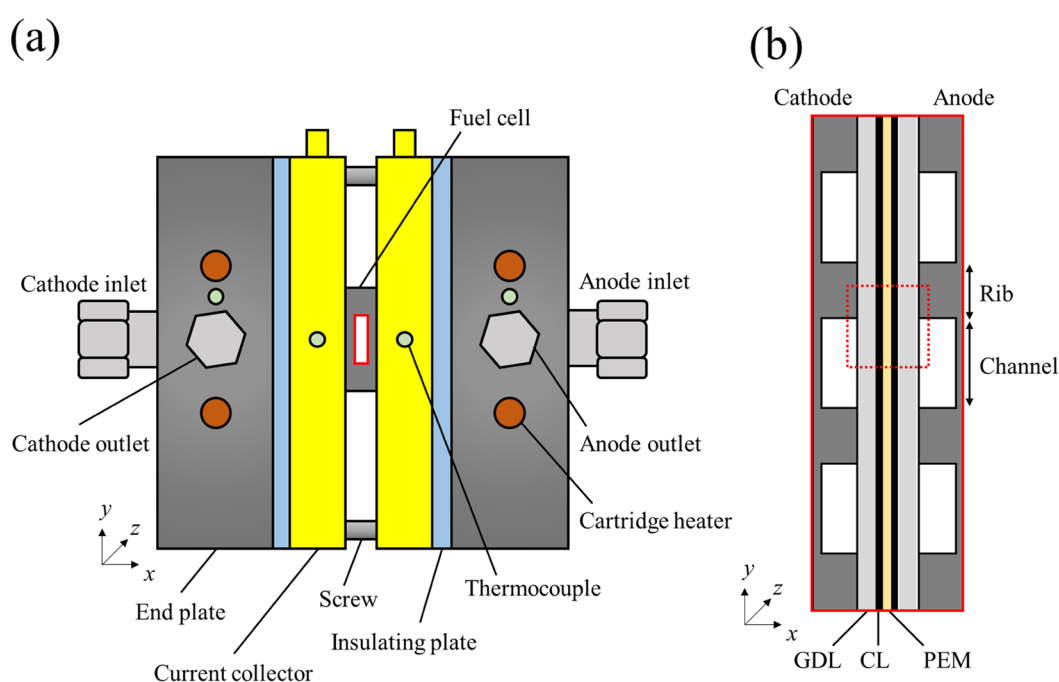 (a)
Fuel cell
Cathode inlet
Anode inlet
Cathode outlet
Anode outlet
Cartridge heater
Thermocouple
Screw
Insulating plate
End plate
Current collector
y
z
x
(b)
Cathode
Anode
Rib
Channel
y
z
x
GDL
CL
PEM